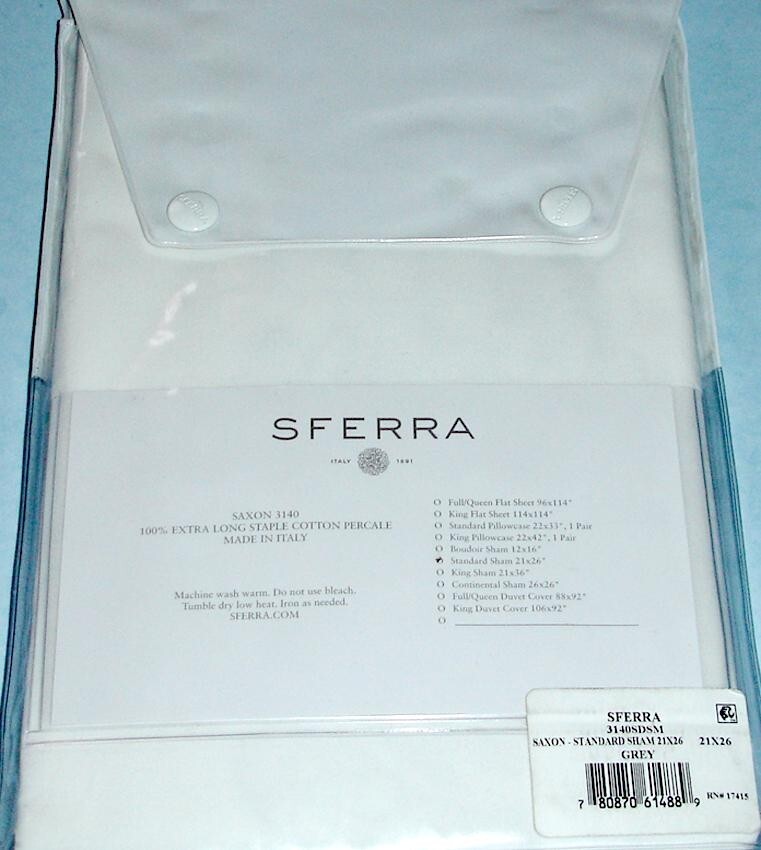 SFERRA
SFERRA
SFERRA
ITALY 1891
SAXON 3140
100% EXTRA LONG STAPLE COTTON PERCALE
MADE IN ITALY
Machine wash warm. Do not use bleach.
Tumble dry low heat. Iron as needed.
SFERRA.COM
O Full/Queen Flat Sheet 96x114"
O King Flat Sheet 114x114"
O Standard Pillowcase 22x33", 1 Pair
O King Pillowcase 22x42", 1 Pair
O Boudoir Sham 12x16"
Standard Sham 21x26"
O King Sham 21x36"
O Continental Sham 26x26"
O Full/Queen Duvet Cover 88x92"
O King Duvet Cover 106x92"
O
SFERRA
3140SDSM
SAXON - STANDARD SHAM 21X26 21X26
GREY
7 80870 61488 9
RN# 17415